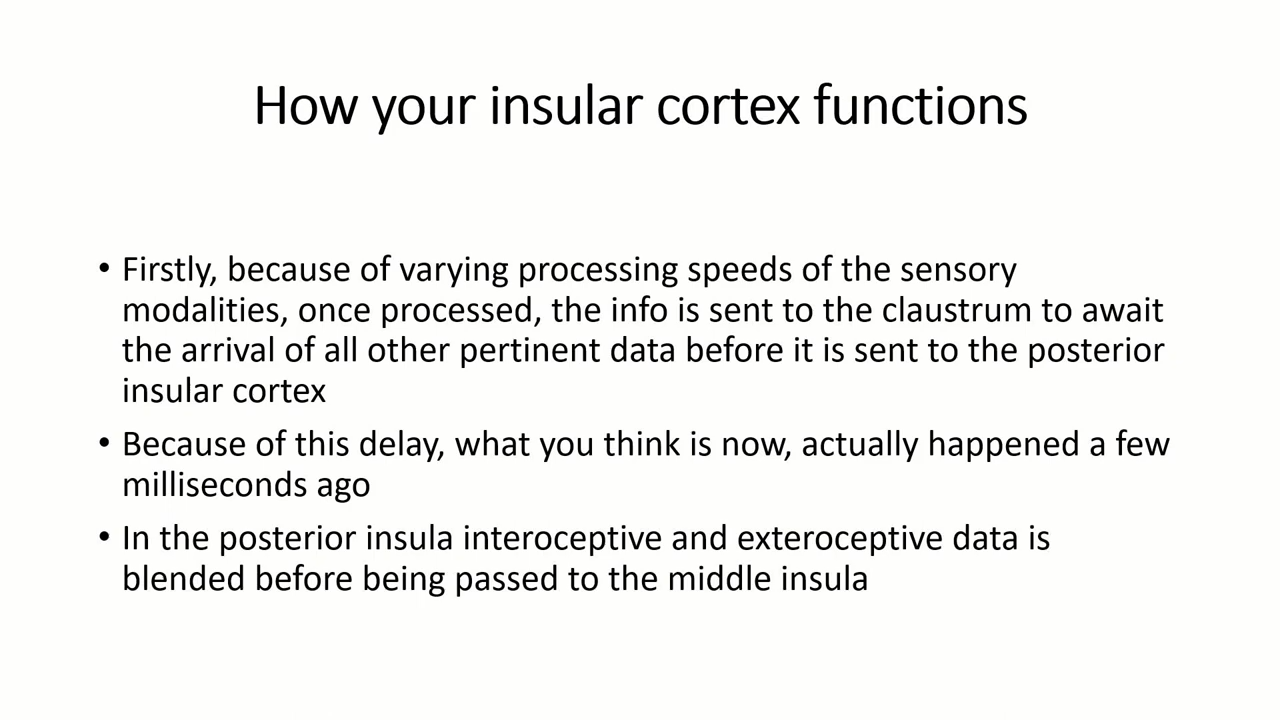 How your insular cortex functions
• Firstly, because of varying processing speeds of the sensory
modalities, once processed, the info is sent to the claustrum to await
the arrival of all other pertinent data before it is sent to the posterior
insular cortex
• Because of this delay, what you think is now, actually happened a few
milliseconds ago
• In the posterior insula interoceptive and exteroceptive data is
blended before being passed to the middle insula